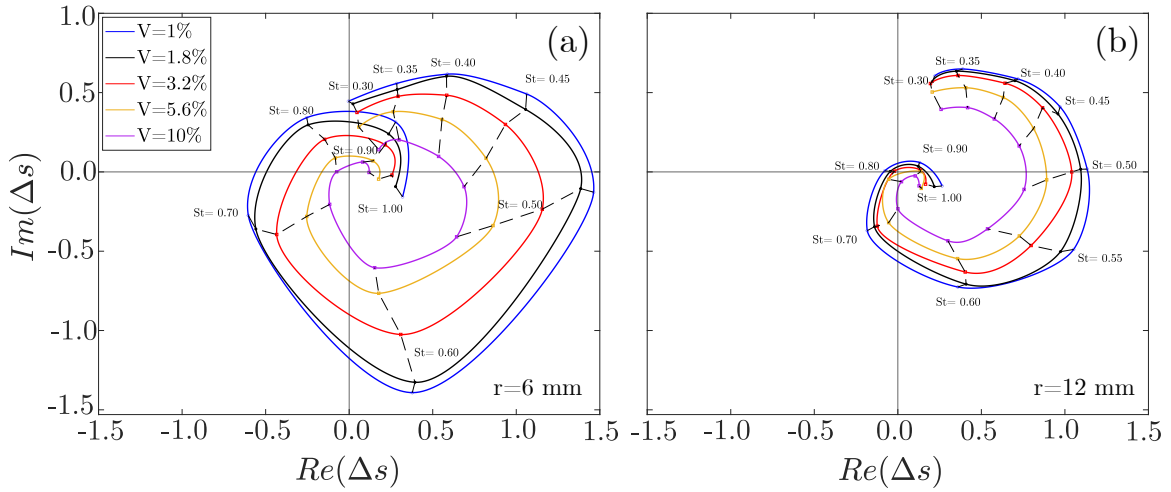 V=1%
V=1.8%
V=3.2%
V=5.6%
V=10%
(a)
St= 0.30
St= 0.35
St= 0.40
St= 0.45
St= 0.80
St= 0.90
St= 1.00
St= 0.50
St= 0.70
St= 0.60
r=6 mm
1.0
0.5
0.0
-0.5
-1.0
-1.5
Im(Δs)
-1.5
-1.0
-0.5
0.0
0.5
1.0
1.5
Re(Δs)
(b)
St= 0.30
St= 0.35
St= 0.40
St= 0.45
St= 0.90
St= 0.80
St= 0.50
St= 1.00
St= 0.70
St= 0.55
St= 0.60
r=12 mm
-1.5
-1.0
-0.5
0.0
0.5
1.0
1.5
Re(Δs)